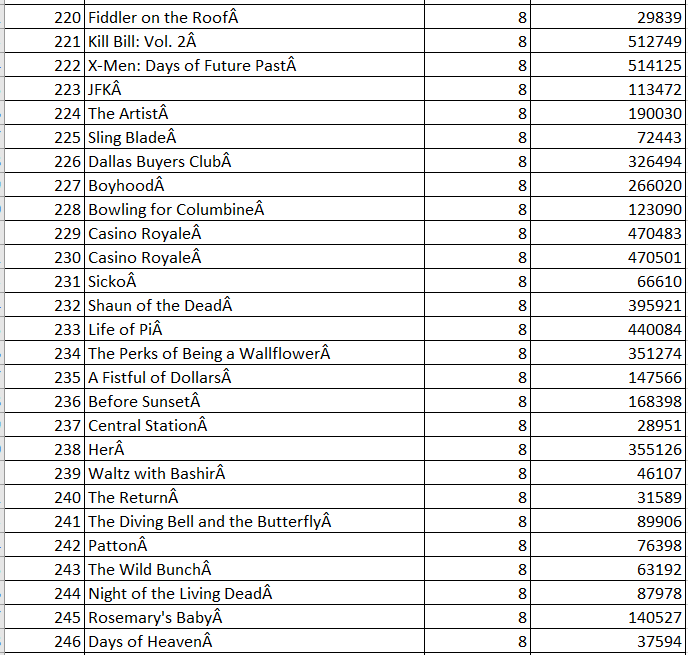 220 Fiddler on the RoofÂ 8 29839
221 Kill Bill: Vol. 2Â 8 512749
222 X-Men: Days of Future PastÂ 8 514125
223 JFKÂ 8 113472
224 The ArtistÂ 8 190030
225 Sling BladeÂ 8 72443
226 Dallas Buyers ClubÂ 8 326494
227 BoyhoodÂ 8 266020
228 Bowling for ColumbineÂ 8 123090
229 Casino RoyaleÂ 8 470483
230 Casino RoyaleÂ 8 470501
231 SickoÂ 8 66610
232 Shaun of the DeadÂ 8 395921
233 Life of PiÂ 8 440084
234 The Perks of Being a WallflowerÂ 8 351274
235 A Fistful of DollarsÂ 8 147566
236 Before SunsetÂ 8 168398
237 Central StationÂ 8 28951
238 HerÂ 8 355126
239 Waltz with BashirÂ 8 46107
240 The ReturnÂ 8 31589
241 The Diving Bell and the ButterflyÂ 8 89906
242 PattonÂ 8 76398
243 The Wild BunchÂ 8 63192
244 Night of the Living DeadÂ 8 87978
245 Rosemary's BabyÂ 8 140527
246 Days of HeavenÂ 8 37594